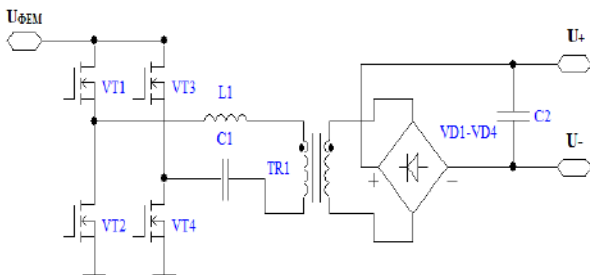 UФЕМ
U+
VT1
VT3
L1
C1
C2
VD1-VD4
U-
TR1
+
−
VT2
VT4